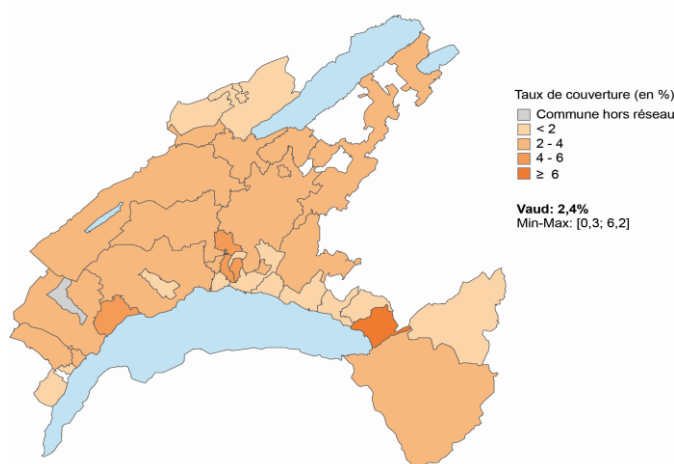 Taux de couverture (en %)
Commune hors réseau
< 2
2 - 4
4 - 6
≥ 6
Vaud: 2,4%
Min-Max: [0,3; 6,2]